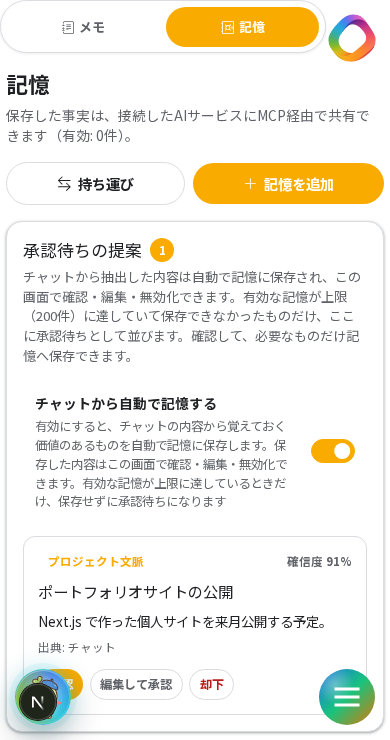 メモ
記憶
記憶
保存した事実は、接続したAIサービスにMCP経由で共有で
きます（有効: 0件）。
持ち運び
記憶を追加
承認待ちの提案 1
チャットから抽出した内容は自動で記憶に保存され、この
画面で確認・編集・無効化できます。有効な記憶が上限
（200件）に達していて保存できなかったものだけ、ここ
に承認待ちとして並びます。確認して、必要なものだけ記
憶へ保存できます。
チャットから自動で記憶する
有効にすると、チャットの内容から覚えておく
価値のあるものを自動で記憶に保存します。保
存した内容はこの画面で確認・編集・無効化で
きます。有効な記憶が上限に達しているときだ
け、保存せずに承認待ちになります
プロジェクト文脈
確信度 91%
ポートフォリオサイトの公開
Next.js で作った個人サイトを来月公開する予定。
出典: チャット
編集して承認
却下
N